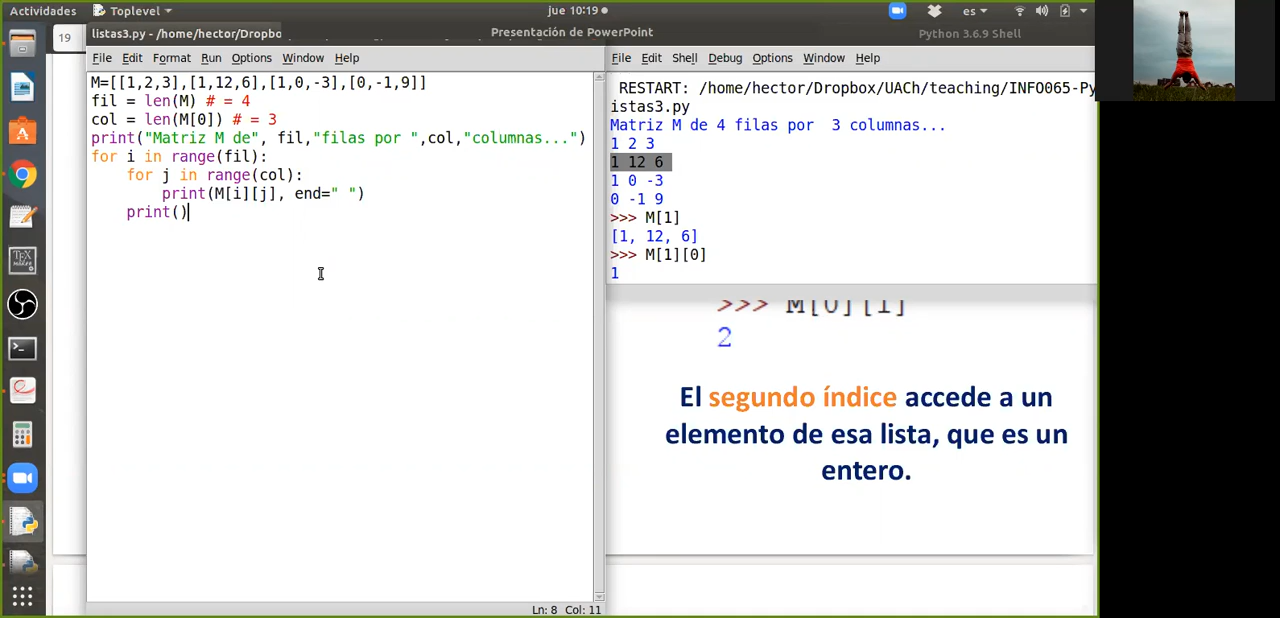 Actividades
Toplevel
jue 10:19
es
19
listas3.py - /home/hector/Dropbo
Presentación de PowerPoint
Python 3.6.9 Shell
File Edit Format Run Options Window Help
M=[[1,2,3],[1,12,6],[1,0,-3],[0,-1,9]]
fil = len(M) # = 4
col = len(M[0]) # = 3
print("Matriz M de", fil,"filas por ",col,"columnas...")
for i in range(fil):
    for j in range(col):
        print(M[i][j], end=" ")
    print()
Ln: 8 Col: 11
File Edit Shell Debug Options Window Help
RESTART: /home/hector/Dropbox/UACh/teaching/INFO065-Py
istas3.py
Matriz M de 4 filas por  3 columnas...
1 2 3
1 12 6
1 0 -3
0 -1 9
>>> M[1]
[1, 12, 6]
>>> M[1][0]
1
>>> M[0][1]
2
El segundo índice accede a un
elemento de esa lista, que es un
entero.